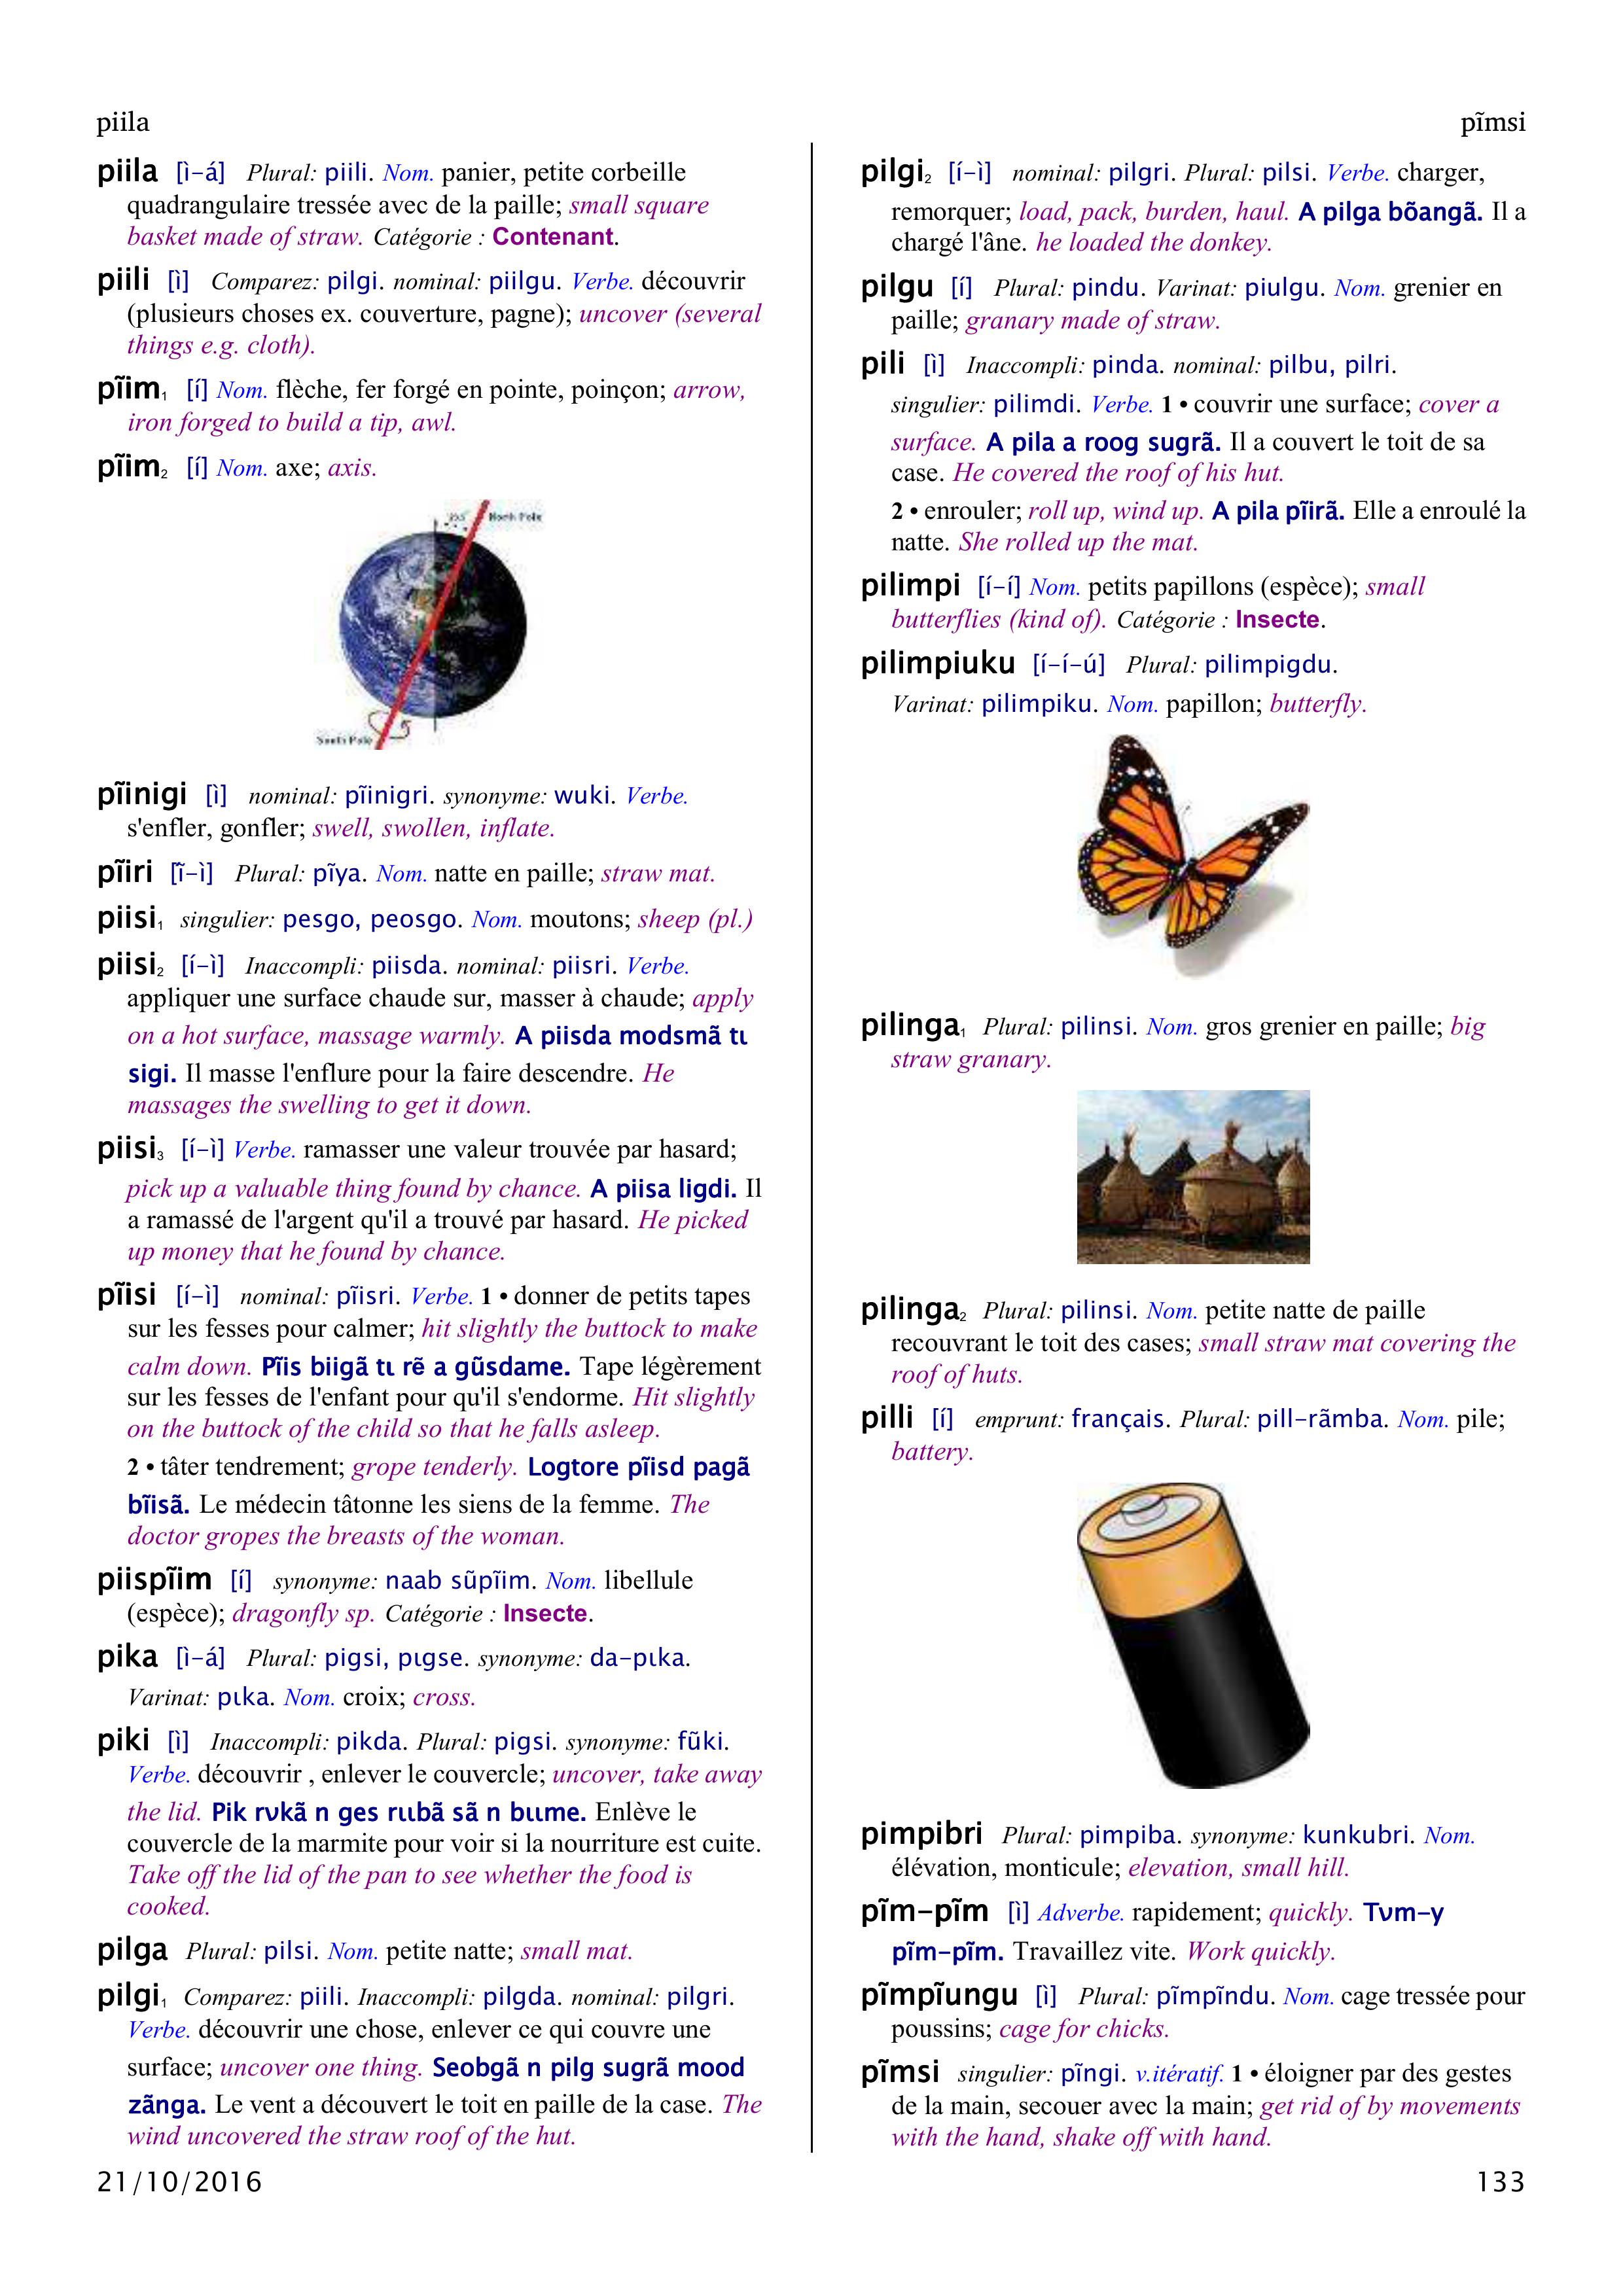 piila
pĩmsi
piila [ì-á] Plural: piili. Nom. panier, petite corbeille
quadrangulaire tressée avec de la paille; small square
basket made of straw. Catégorie : Contenant.
piili [ì] Comparez: pilgi. nominal: piilgu. Verbe. découvrir
(plusieurs choses ex. couverture, pagne); uncover (several
things e.g. cloth).
pĩim₁ [í] Nom. flèche, fer forgé en pointe, poinçon; arrow,
iron forged to build a tip, awl.
pĩim₂ [í] Nom. axe; axis.
North Pole
South Pole
pĩinigi [ì] nominal: pĩinigri. synonyme: wuki. Verbe.
s'enfler, gonfler; swell, swollen, inflate.
pĩiri [ĩ-ì] Plural: pĩya. Nom. natte en paille; straw mat.
piisi₁ singulier: pesgo, peosgo. Nom. moutons; sheep (pl.)
piisi₂ [í-ì] Inaccompli: piisda. nominal: piisri. Verbe.
appliquer une surface chaude sur, masser à chaude; apply
on a hot surface, massage warmly. A piisda modsmã tɩ
sigi. Il masse l'enflure pour la faire descendre. He
massages the swelling to get it down.
piisi₃ [í-ì] Verbe. ramasser une valeur trouvée par hasard;
pick up a valuable thing found by chance. A piisa ligdi. Il
a ramassé de l'argent qu'il a trouvé par hasard. He picked
up money that he found by chance.
pĩisi [í-ì] nominal: pĩisri. Verbe. 1 • donner de petits tapes
sur les fesses pour calmer; hit slightly the buttock to make
calm down. Pĩis biigã tɩ rẽ a gũsdame. Tape légèrement
sur les fesses de l'enfant pour qu'il s'endorme. Hit slightly
on the buttock of the child so that he falls asleep.
2 • tâter tendrement; grope tenderly. Logtore pĩisd pagã
bĩisã. Le médecin tâtonne les siens de la femme. The
doctor gropes the breasts of the woman.
piispĩim [í] synonyme: naab sũpĩim. Nom. libellule
(espèce); dragonfly sp. Catégorie : Insecte.
pika [ì-á] Plural: pigsi, pɩgse. synonyme: da-pɩka.
Varinat: pɩka. Nom. croix; cross.
piki [ì] Inaccompli: pikda. Plural: pigsi. synonyme: fũki.
Verbe. découvrir , enlever le couvercle; uncover, take away
the lid. Pik rʋkã n ges rɩɩbã sã n bɩɩme. Enlève le
couvercle de la marmite pour voir si la nourriture est cuite.
Take off the lid of the pan to see whether the food is
cooked.
pilga Plural: pilsi. Nom. petite natte; small mat.
pilgi₁ Comparez: piili. Inaccompli: pilgda. nominal: pilgri.
Verbe. découvrir une chose, enlever ce qui couvre une
surface; uncover one thing. Seobgã n pilg sugrã mood
zãnga. Le vent a découvert le toit en paille de la case. The
wind uncovered the straw roof of the hut.
pilgi₂ [í-ì] nominal: pilgri. Plural: pilsi. Verbe. charger,
remorquer; load, pack, burden, haul. A pilga bõangã. Il a
chargé l'âne. he loaded the donkey.
pilgu [í] Plural: pindu. Varinat: piulgu. Nom. grenier en
paille; granary made of straw.
pili [ì] Inaccompli: pinda. nominal: pilbu, pilri.
singulier: pilimdi. Verbe. 1 • couvrir une surface; cover a
surface. A pila a roog sugrã. Il a couvert le toit de sa
case. He covered the roof of his hut.
2 • enrouler; roll up, wind up. A pila pĩirã. Elle a enroulé la
natte. She rolled up the mat.
pilimpi [í-í] Nom. petits papillons (espèce); small
butterflies (kind of). Catégorie : Insecte.
pilimpiuku [í-í-ú] Plural: pilimpigdu.
Varinat: pilimpiku. Nom. papillon; butterfly.
pilinga₁ Plural: pilinsi. Nom. gros grenier en paille; big
straw granary.
pilinga₂ Plural: pilinsi. Nom. petite natte de paille
recouvrant le toit des cases; small straw mat covering the
roof of huts.
pilli [í] emprunt: français. Plural: pill-rãmba. Nom. pile;
battery.
pimpibri Plural: pimpiba. synonyme: kunkubri. Nom.
élévation, monticule; elevation, small hill.
pĩm-pĩm [ì] Adverbe. rapidement; quickly. Tʋm-y
pĩm-pĩm. Travaillez vite. Work quickly.
pĩmpĩungu [ì] Plural: pĩmpĩndu. Nom. cage tressée pour
poussins; cage for chicks.
pĩmsi singulier: pĩngi. v.itératif. 1 • éloigner par des gestes
de la main, secouer avec la main; get rid of by movements
with the hand, shake off with hand.
21/10/2016
133